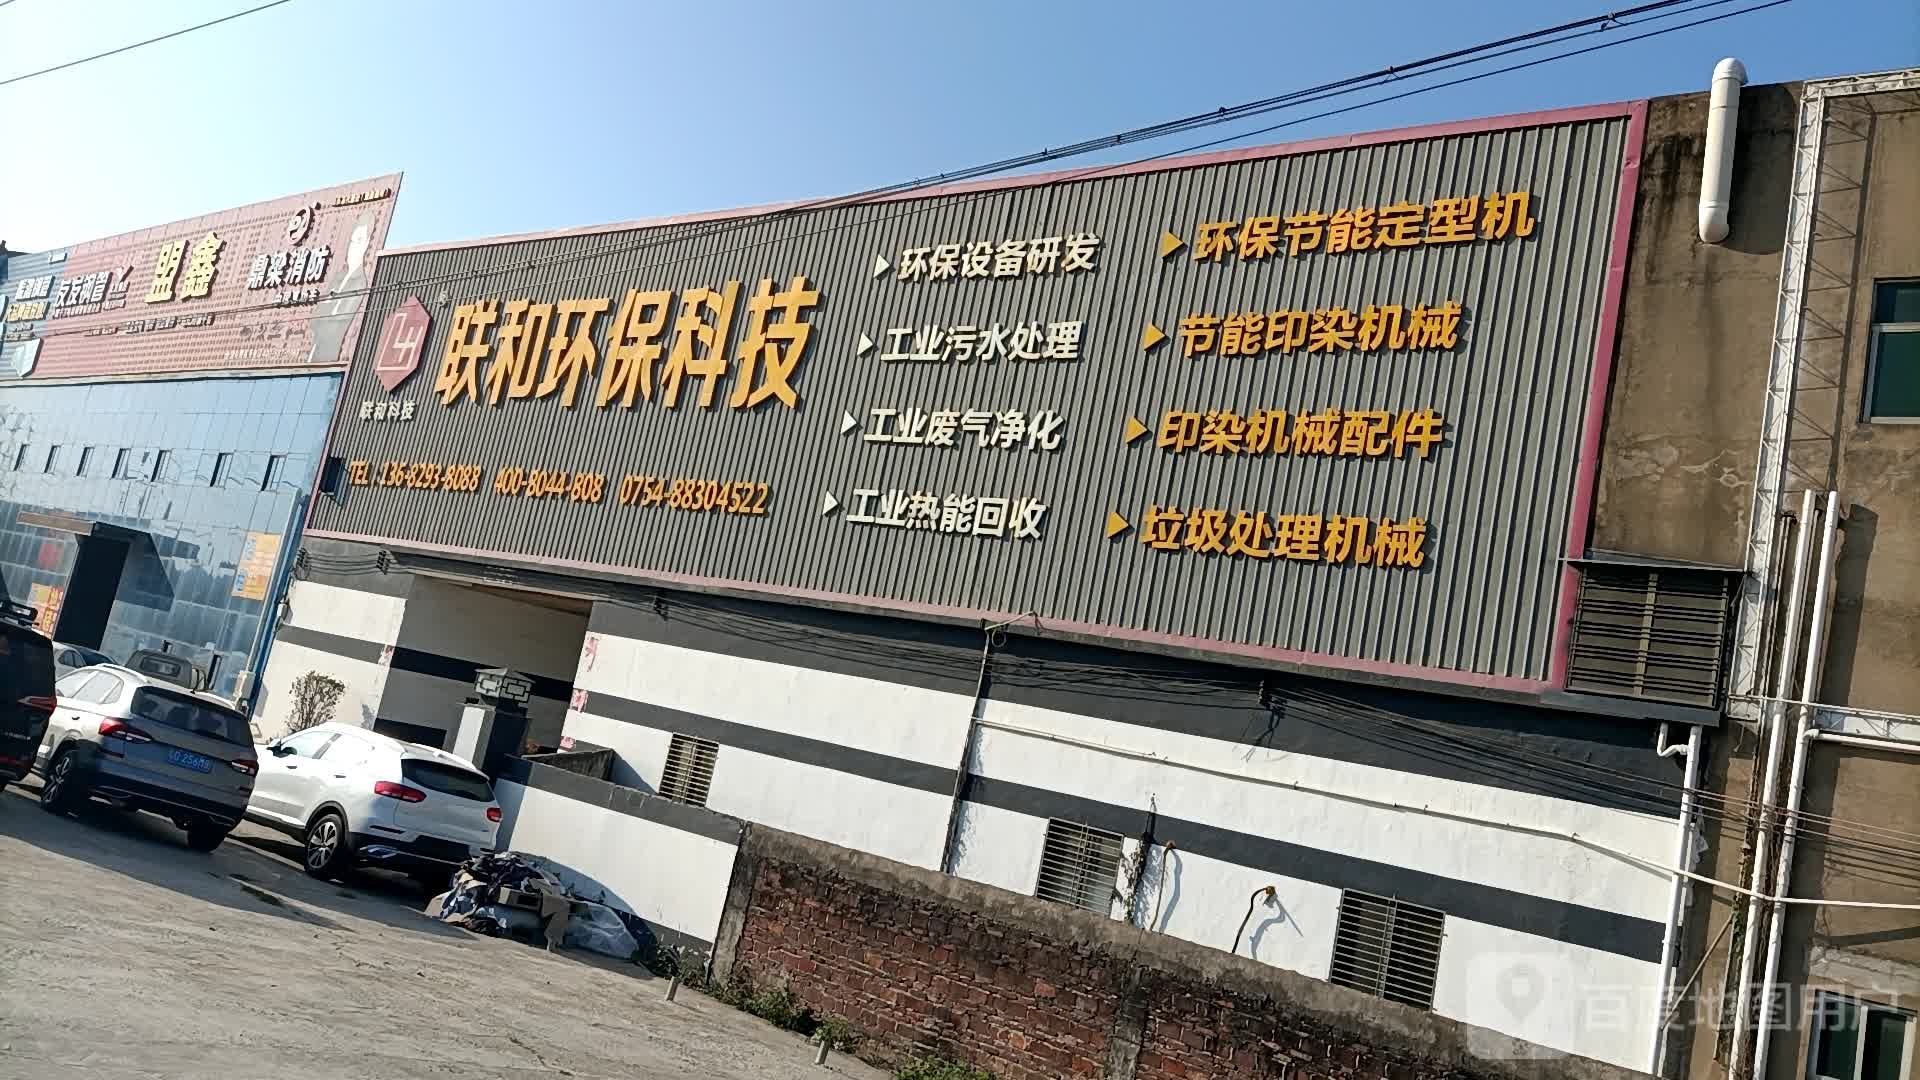 友发钢管
盟鑫
鼎梁消防
联和科技
联和环保科技
TEL：136-8293-8088 400-8044-808 0754-88304522
环保设备研发
工业污水处理
工业废气净化
工业热能回收
环保节能定型机
节能印染机械
印染机械配件
垃圾处理机械
百度地图用户